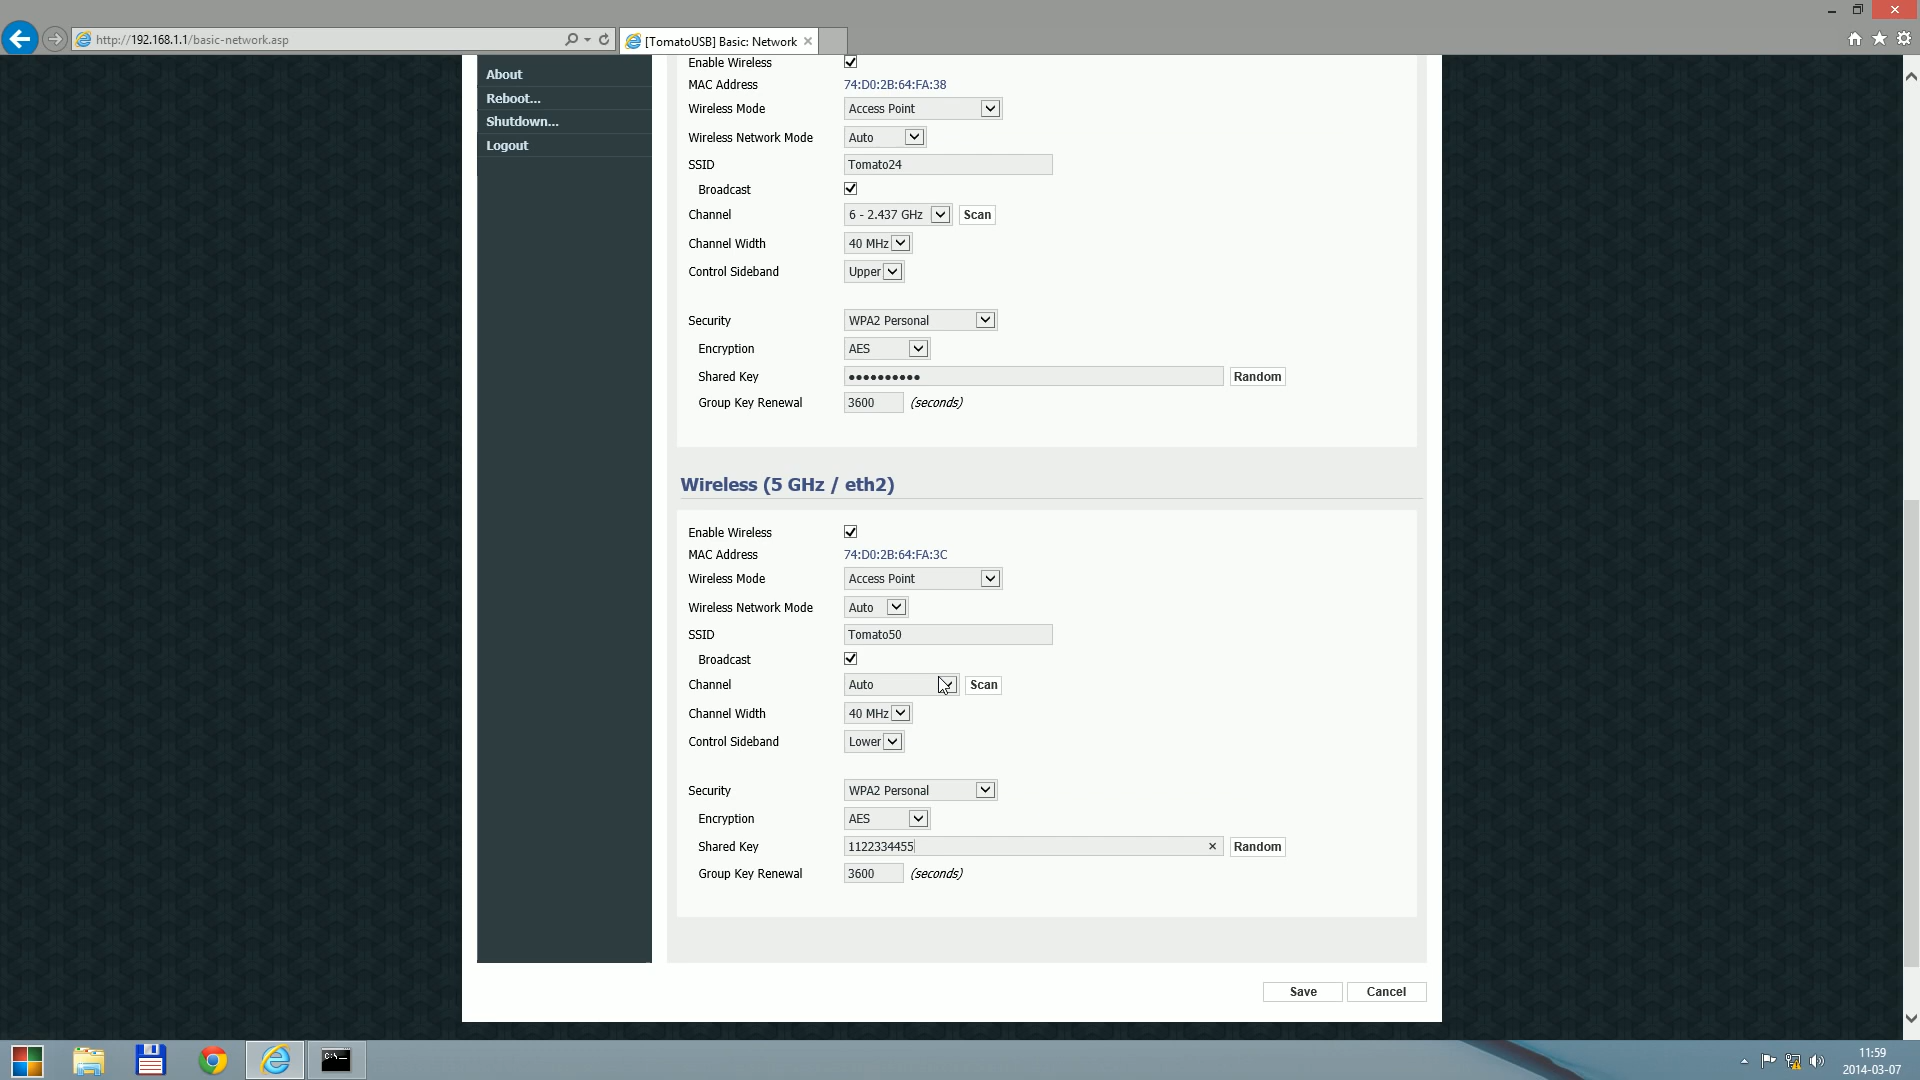 http://192.168.1.1/basic-network.asp
[TomatoUSB] Basic: Network
About
Reboot...
Shutdown...
Logout
Enable Wireless
MAC Address 74:D0:2B:64:FA:38
Wireless Mode Access Point
Wireless Network Mode Auto
SSID Tomato24
Broadcast
Channel 6 - 2.437 GHz Scan
Channel Width 40 MHz
Control Sideband Upper
Security WPA2 Personal
Encryption AES
Shared Key •••••••••• Random
Group Key Renewal 3600 (seconds)
Wireless (5 GHz / eth2)
Enable Wireless
MAC Address 74:D0:2B:64:FA:3C
Wireless Mode Access Point
Wireless Network Mode Auto
SSID Tomato50
Broadcast
Channel Auto Scan
Channel Width 40 MHz
Control Sideband Lower
Security WPA2 Personal
Encryption AES
Shared Key 1122334455 Random
Group Key Renewal 3600 (seconds)
Save Cancel
C:\_
11:59
2014-03-07